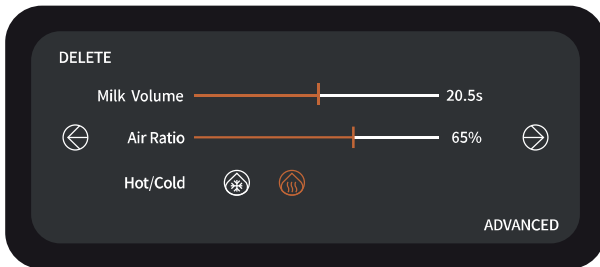 DELETE
Milk Volume 20.5s
Air Ratio 65%
Hot/Cold
ADVANCED